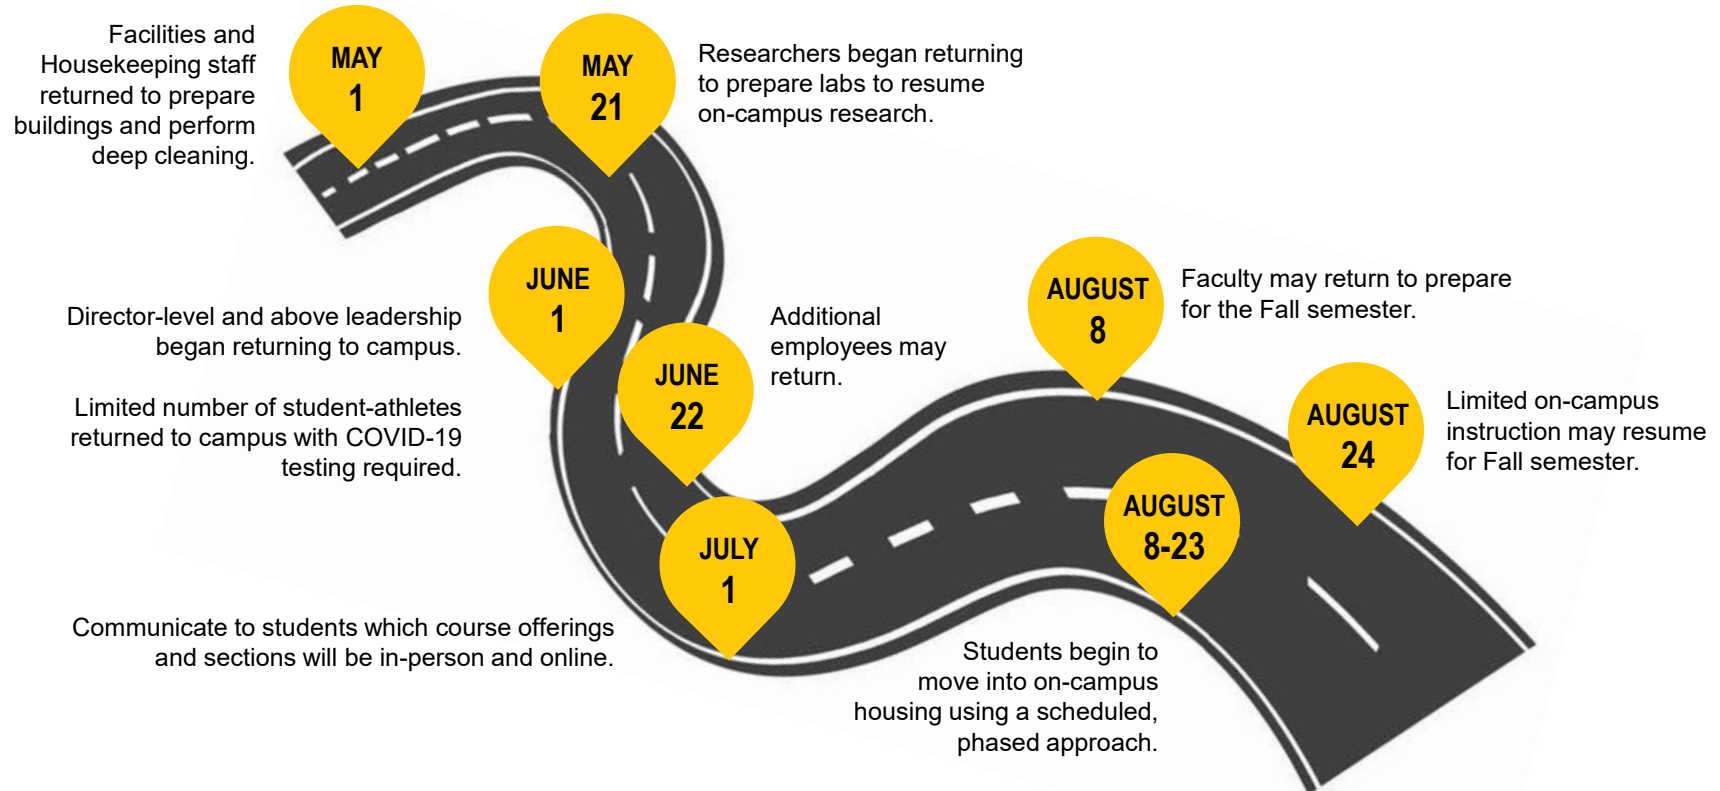 Facilities and
Housekeeping staff
returned to prepare
buildings and perform
deep cleaning.
MAY
1
MAY
21
Researchers began returning
to prepare labs to resume
on-campus research.
JUNE
1
Director-level and above leadership
began returning to campus.
Limited number of student-athletes
returned to campus with COVID-19
testing required.
JUNE
22
Additional
employees may
return.
JULY
1
Communicate to students which course offerings
and sections will be in-person and online.
AUGUST
8
Faculty may return to prepare
for the Fall semester.
AUGUST
8-23
Students begin to
move into on-campus
housing using a scheduled,
phased approach.
AUGUST
24
Limited on-campus
instruction may resume
for Fall semester.